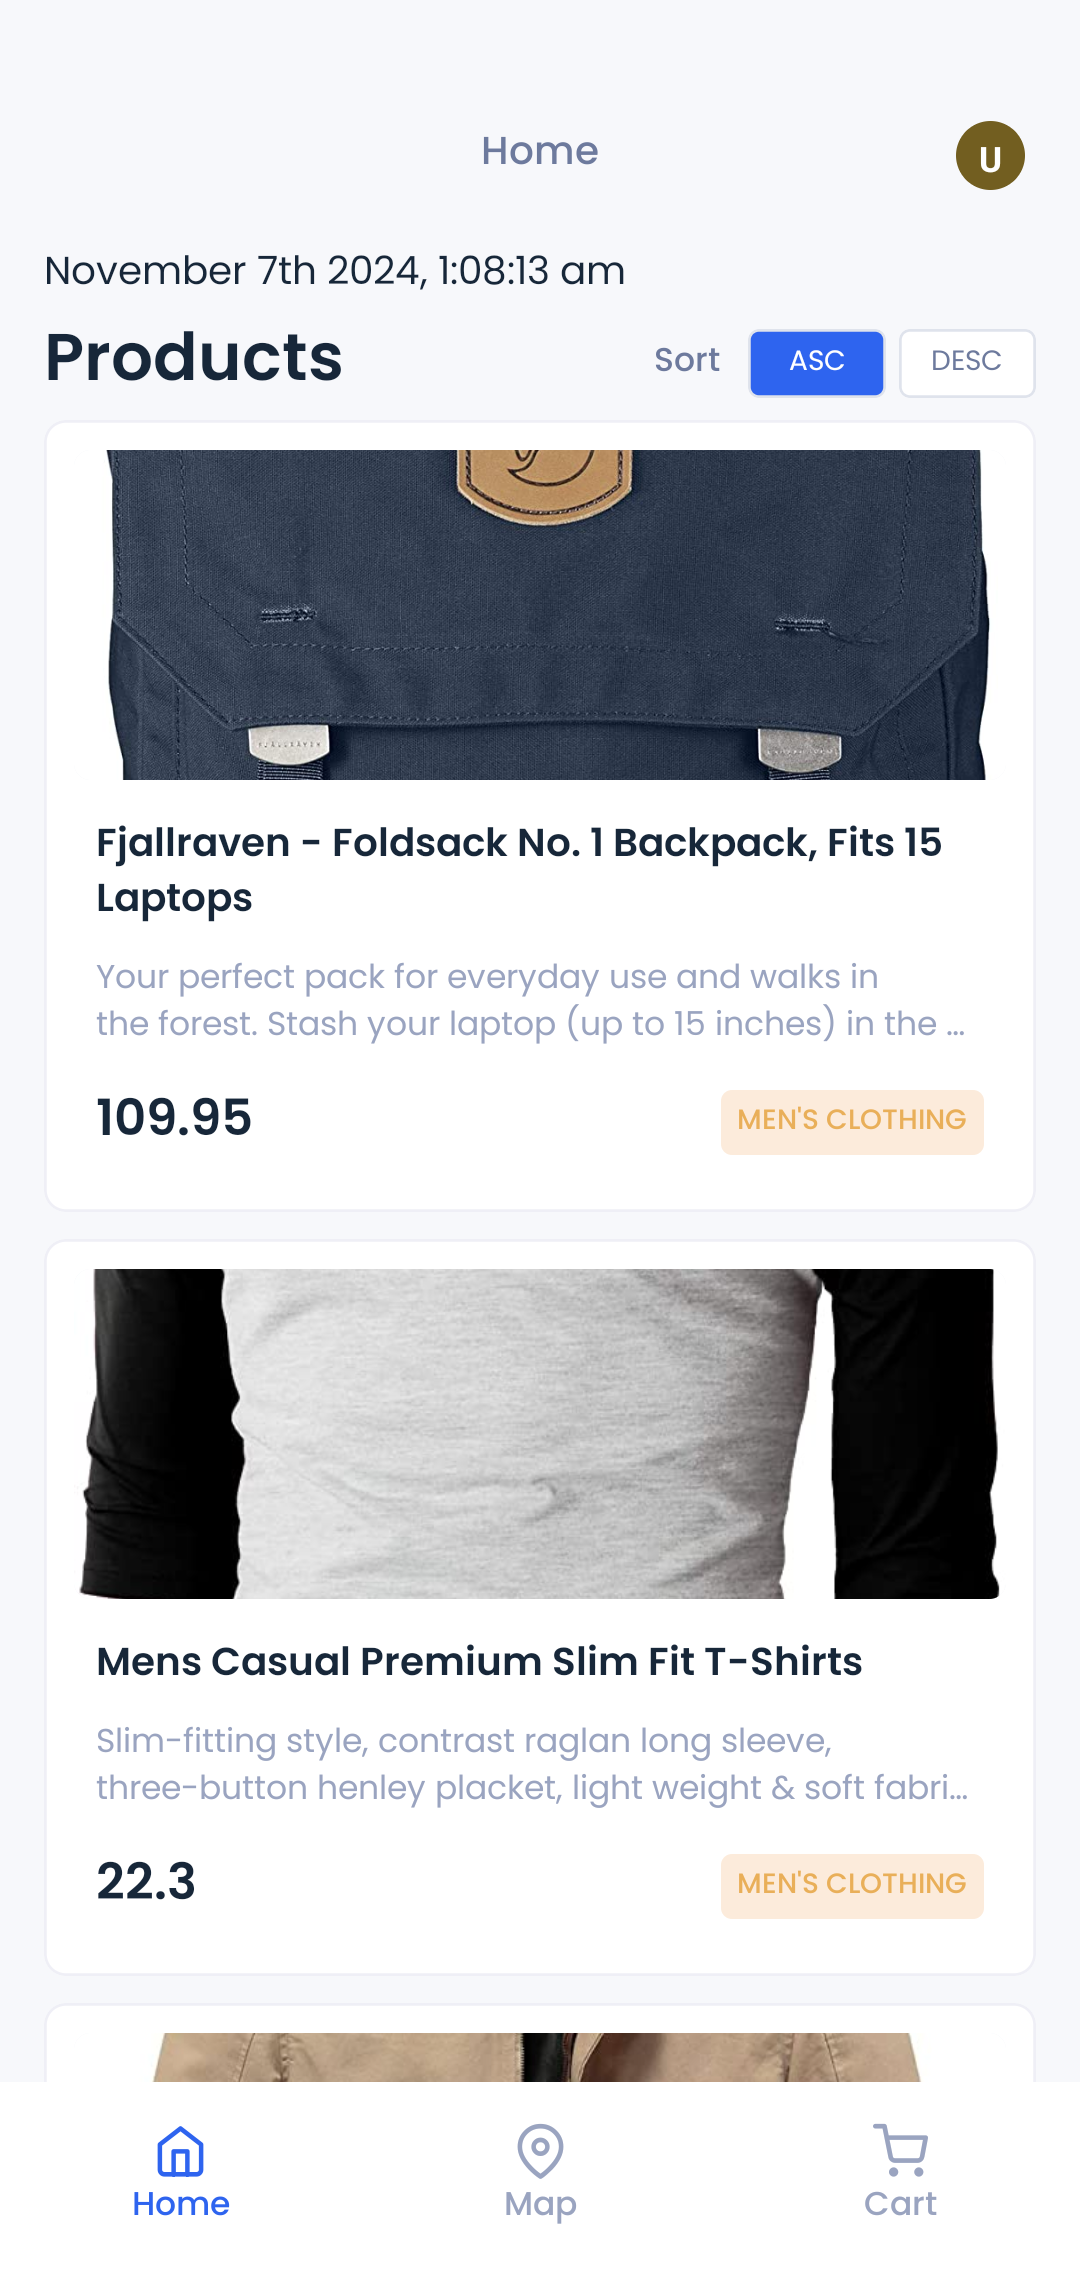 Home
U
November 7th 2024, 1:08:13 am
Products
Sort
ASC
DESC
Fjallraven - Foldsack No. 1 Backpack, Fits 15
Laptops
Your perfect pack for everyday use and walks in
the forest. Stash your laptop (up to 15 inches) in the ...
109.95
MEN'S CLOTHING
Mens Casual Premium Slim Fit T-Shirts
Slim-fitting style, contrast raglan long sleeve,
three-button henley placket, light weight & soft fabri...
22.3
MEN'S CLOTHING
Home
Map
Cart